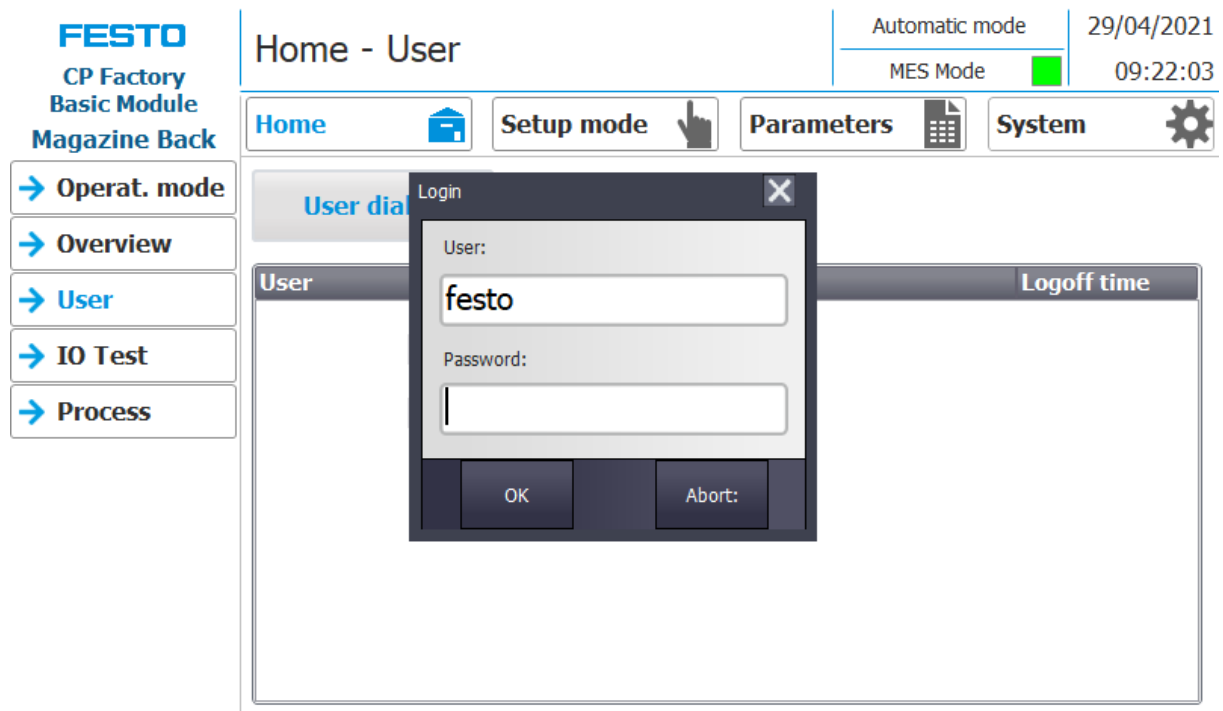 FESTO
CP Factory
Basic Module
Magazine Back
Home - User
Automatic mode
MES Mode
29/04/2021
09:22:03
Home
Setup mode
Parameters
System
Operat. mode
Overview
User
IO Test
Process
User dial
User
Logoff time
Login
User:
festo
Password:
OK
Abort: